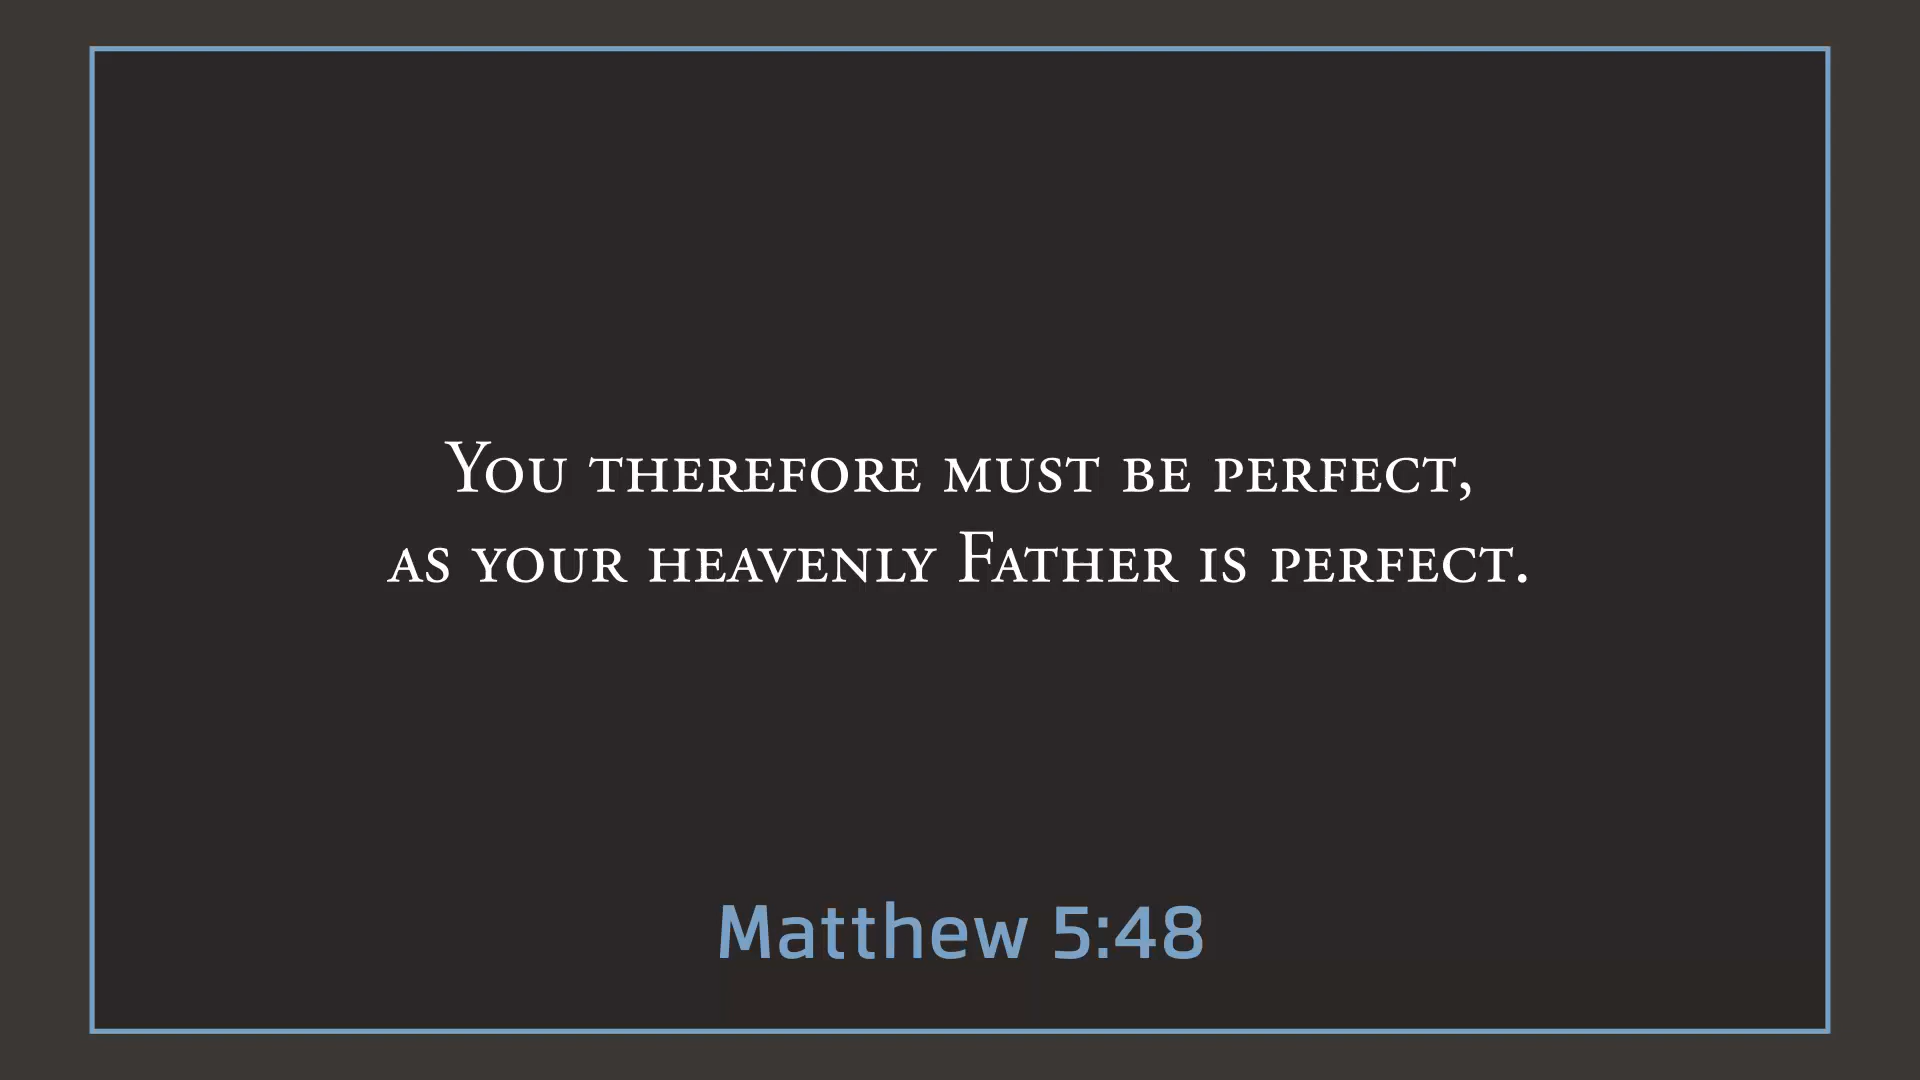 You therefore must be perfect,
as your heavenly Father is perfect.
Matthew 5:48